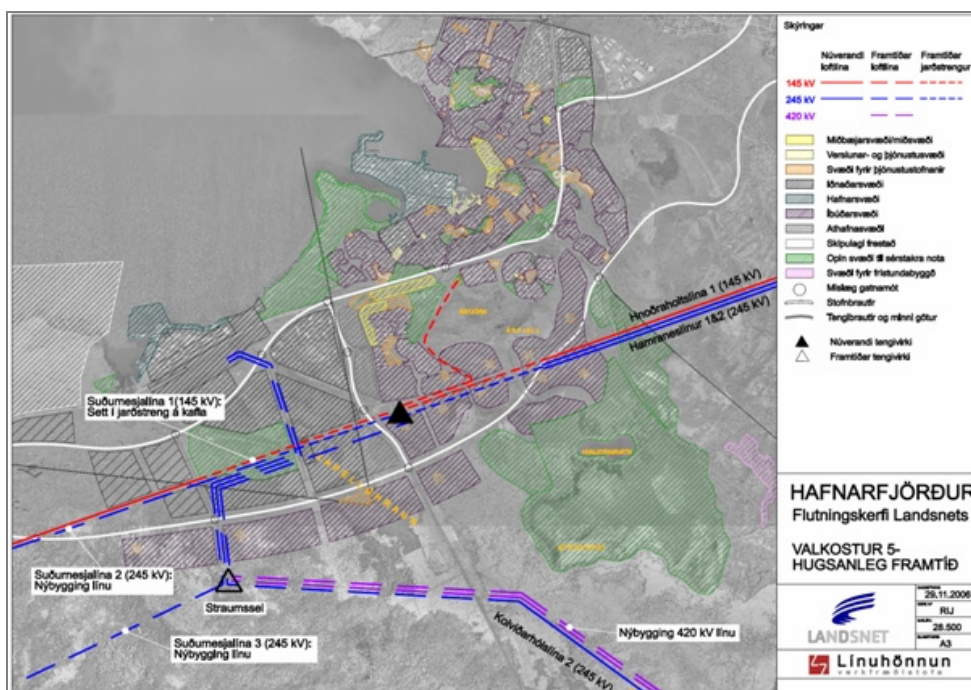 Skýringar
Núverandi loftlína
Framtíðar loftlína
Framtíðar jarðstrengur
145 kV
245 kV
420 kV
Miðbæjarsvæði/miðsvæði
Verslunar- og þjónustusvæði
Svæði fyrir þjónustustofnanir
Iðnaðarsvæði
Hafnarsvæði
Íbúðarsvæði
Athafnasvæði
Skipulagi frestað
Opin svæði til sérstakra nota
Svæði fyrir frístundabyggð
Mislæg gatnamót
Stofnbrautir
Tengibrautir og minni götur
Núverandi tengivirki
Framtíðar tengivirki
Hnoðraholtslína 1 (145 kV)
Hamraneslínur 1&2 (245 kV)
Suðurnesjalína 1(145 kV):
Sett í jarðstreng á kafla
Suðurnesjalína 2 (245 kV):
Nýbygging línu
Straumssel
Suðurnesjalína 3 (245 kV):
Nýbygging línu
Nýbygging 420 kV línu
Kolviðarhólslína 2 (245 kV)
HAFNARFJÖRÐUR
Flutningskerfi Landsnets
VALKOSTUR 5-
HUGSANLEG FRAMTÍÐ
LANDSNET
29.11.2006
RIJ
28.500
A3
Línuhönnun
verkfræðistofa